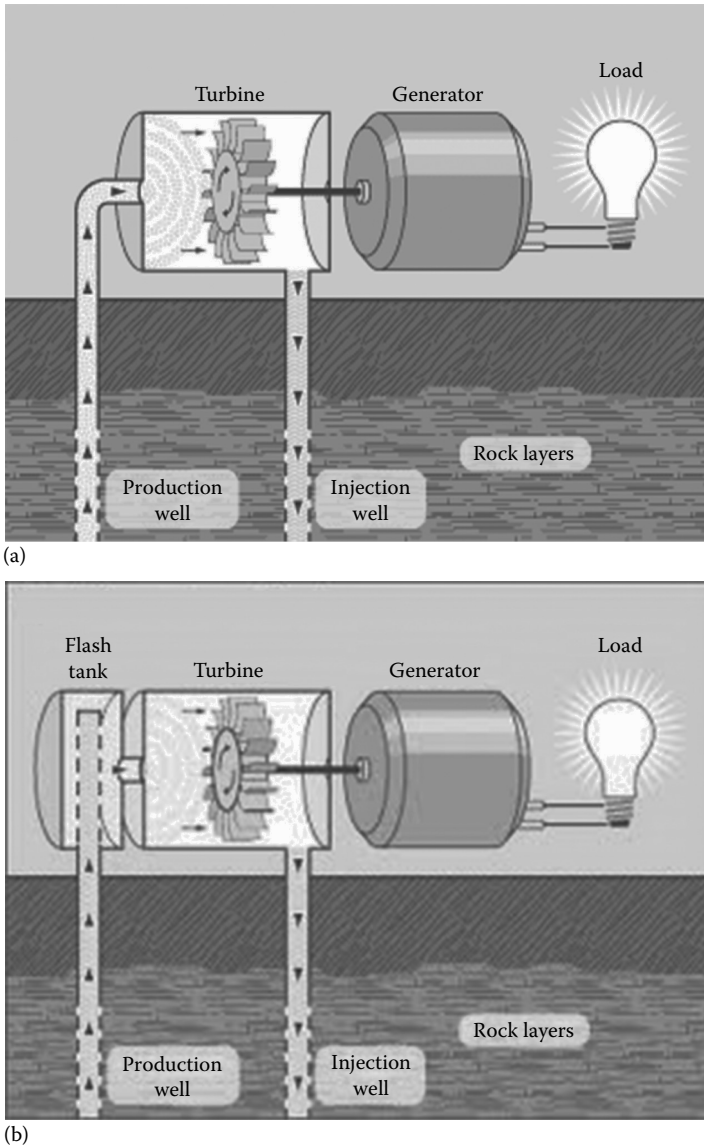 Turbine
Generator
Load
Rock layers
Production
well
Injection
well
(a)
Flash
tank
Turbine
Generator
Load
Rock layers
Production
well
Injection
well
(b)